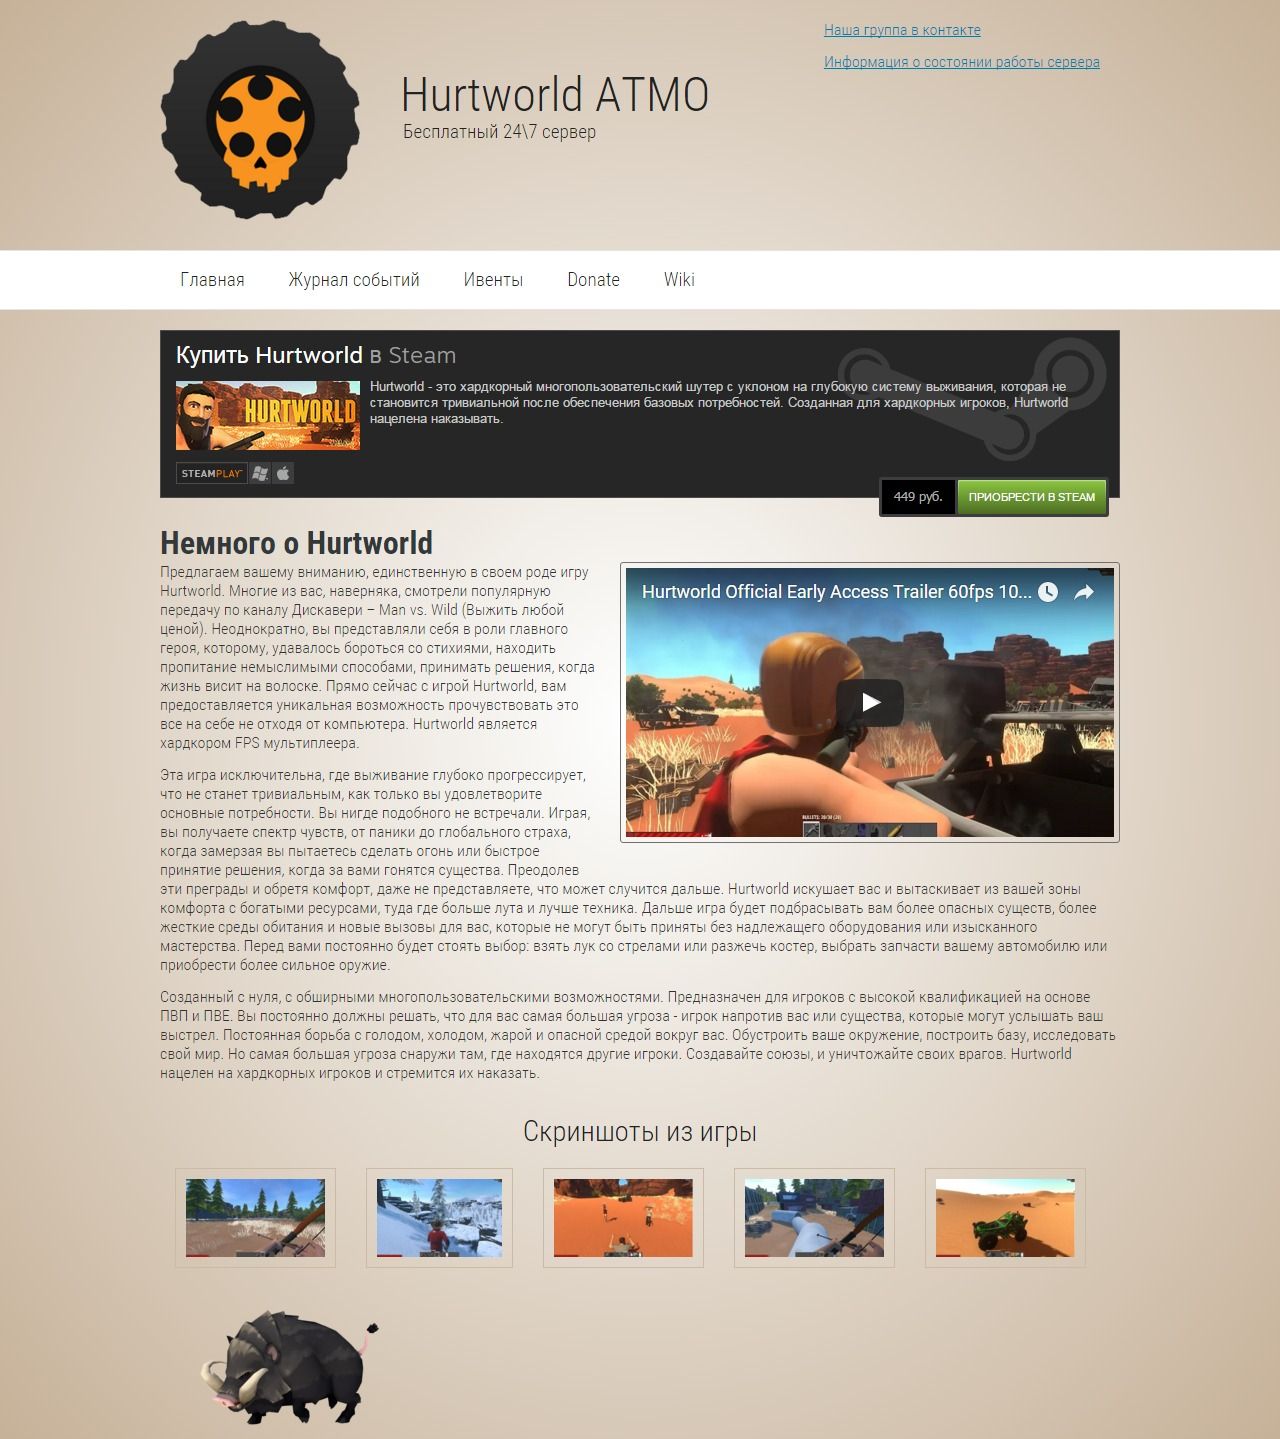 Наша группа в контакте
Информация о состоянии работы сервера
Hurtworld ATMO
Бесплатный 24\7 сервер
Главная Журнал событий Ивенты Donate Wiki
Купить Hurtworld в Steam
HURTWORLD
Hurtworld - это хардкорный многопользовательский шутер с уклоном на глубокую систему выживания, которая не
становится тривиальной после обеспечения базовых потребностей. Созданная для хардкорных игроков, Hurtworld
нацелена наказывать.
STEAMPLAY
449 руб. ПРИОБРЕСТИ В STEAM
Немного о Hurtworld
Предлагаем вашему вниманию, единственную в своем роде игру
Hurtworld. Многие из вас, наверняка, смотрели популярную
передачу по каналу Дискавери – Man vs. Wild (Выжить любой
ценой). Неоднократно, вы представляли себя в роли главного
героя, которому, удавалось бороться со стихиями, находить
пропитание немыслимыми способами, принимать решения, когда
жизнь висит на волоске. Прямо сейчас с игрой Hurtworld, вам
предоставляется уникальная возможность прочувствовать это
все на себе не отходя от компьютера. Hurtworld является
хардкором FPS мультиплеера.
Hurtworld Official Early Access Trailer 60fps 10...
Эта игра исключительна, где выживание глубоко прогрессирует,
что не станет тривиальным, как только вы удовлетворите
основные потребности. Вы нигде подобного не встречали. Играя,
вы получаете спектр чувств, от паники до глобального страха,
когда замерзая вы пытаетесь сделать огонь или быстрое
принятие решения, когда за вами гонятся существа. Преодолев
эти преграды и обретя комфорт, даже не представляете, что может случится дальше. Hurtworld искушает вас и вытаскивает из вашей зоны
комфорта с богатыми ресурсами, туда где больше лута и лучше техника. Дальше игра будет подбрасывать вам более опасных существ, более
жесткие среды обитания и новые вызовы для вас, которые не могут быть приняты без надлежащего оборудования или изысканного
мастерства. Перед вами постоянно будет стоять выбор: взять лук со стрелами или разжечь костер, выбрать запчасти вашему автомобилю или
приобрести более сильное оружие.
Созданный с нуля, с обширными многопользовательскими возможностями. Предназначен для игроков с высокой квалификацией на основе
ПВП и ПВЕ. Вы постоянно должны решать, что для вас самая большая угроза - игрок напротив вас или существа, которые могут услышать ваш
выстрел. Постоянная борьба с голодом, холодом, жарой и опасной средой вокруг вас. Обустроить ваше окружение, построить базу, исследовать
свой мир. Но самая большая угроза снаружи там, где находятся другие игроки. Создавайте союзы, и уничтожайте своих врагов. Hurtworld
нацелен на хардкорных игроков и стремится их наказать.
Скриншоты из игры